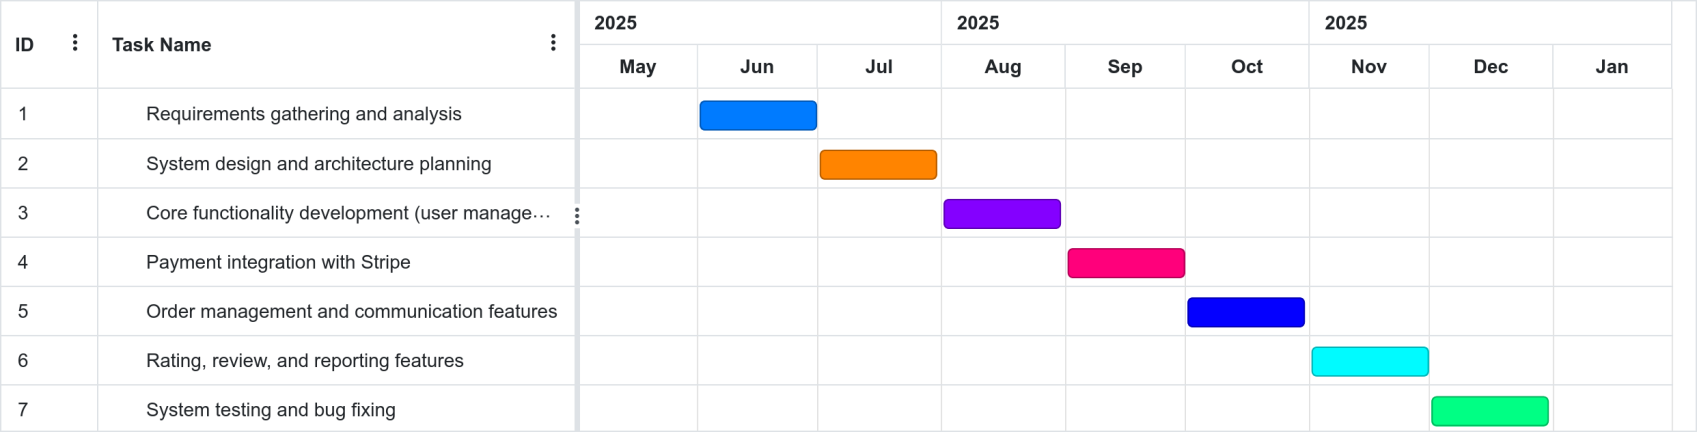 ID Task Name 2025 2025 2025
May Jun Jul Aug Sep Oct Nov Dec Jan
1 Requirements gathering and analysis
2 System design and architecture planning
3 Core functionality development (user manage...
4 Payment integration with Stripe
5 Order management and communication features
6 Rating, review, and reporting features
7 System testing and bug fixing